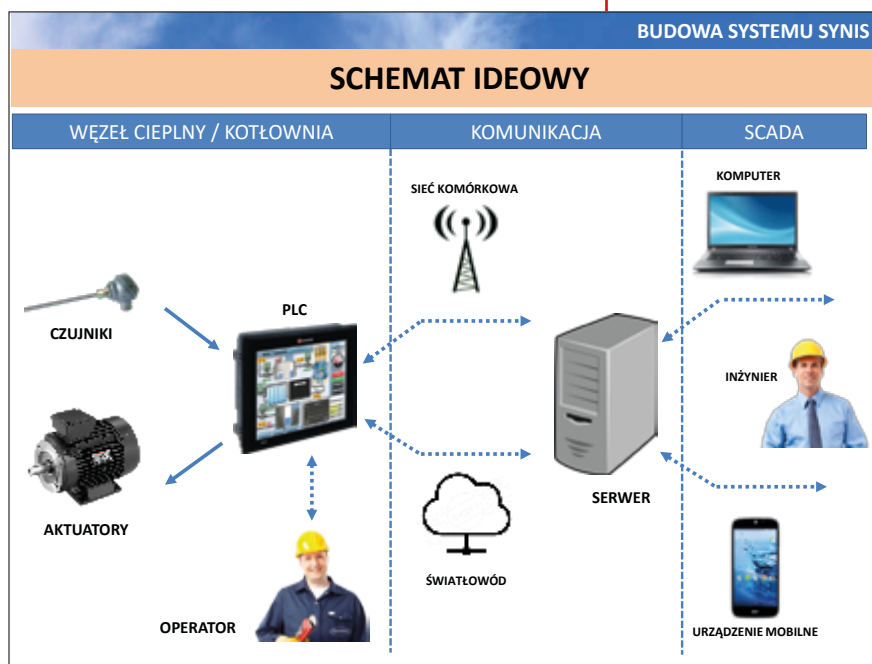 BUDOWA SYSTEMU SYNIS
SCHEMAT IDEOWY
WĘZEŁ CIEPLNY / KOTŁOWNIA
KOMUNIKACJA
SCADA
KOMPUTER
SIEĆ KOMÓRKOWA
PLC
CZUJNIKI
INŻYNIER
SERWER
AKTUATORY
ŚWIATŁOWÓD
OPERATOR
URZĄDZENIE MOBILNE